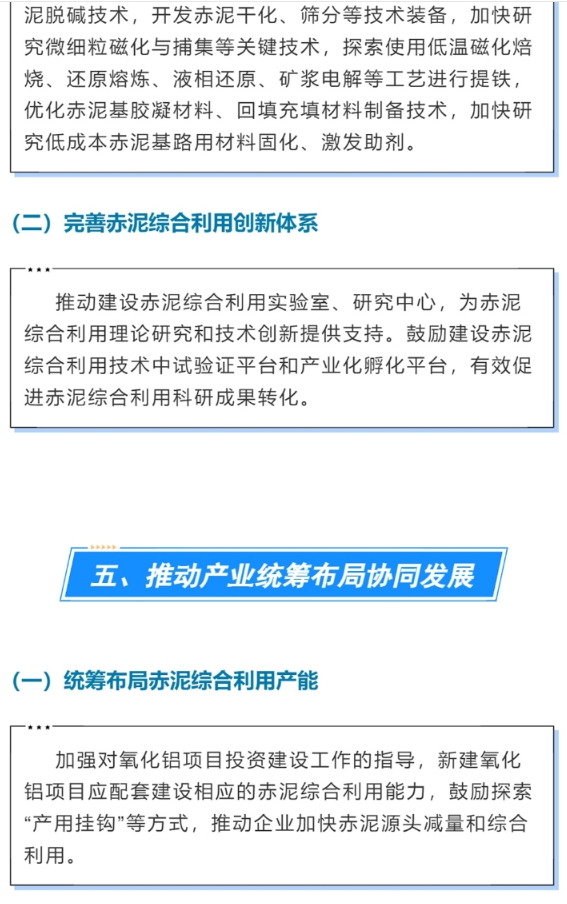 泥脱碱技术，开发赤泥干化、筛分等技术装备，加快研
究微细粒磁化与捕集等关键技术，探索使用低温磁化焙
烧、还原熔炼、液相还原、矿浆电解等工艺进行提铁，
优化赤泥基胶凝材料、回填充填材料制备技术，加快研
究低成本赤泥基路用材料固化、激发助剂。
（二）完善赤泥综合利用创新体系
推动建设赤泥综合利用实验室、研究中心，为赤泥
综合利用理论研究和技术创新提供支持。鼓励建设赤泥
综合利用技术中试验证平台和产业化孵化平台，有效促
进赤泥综合利用科研成果转化。
五、推动产业统筹布局协同发展
（一）统筹布局赤泥综合利用产能
加强对氧化铝项目投资建设工作的指导，新建氧化
铝项目应配套建设相应的赤泥综合利用能力，鼓励探索
“产用挂钩”等方式，推动企业加快赤泥源头减量和综合
利用。